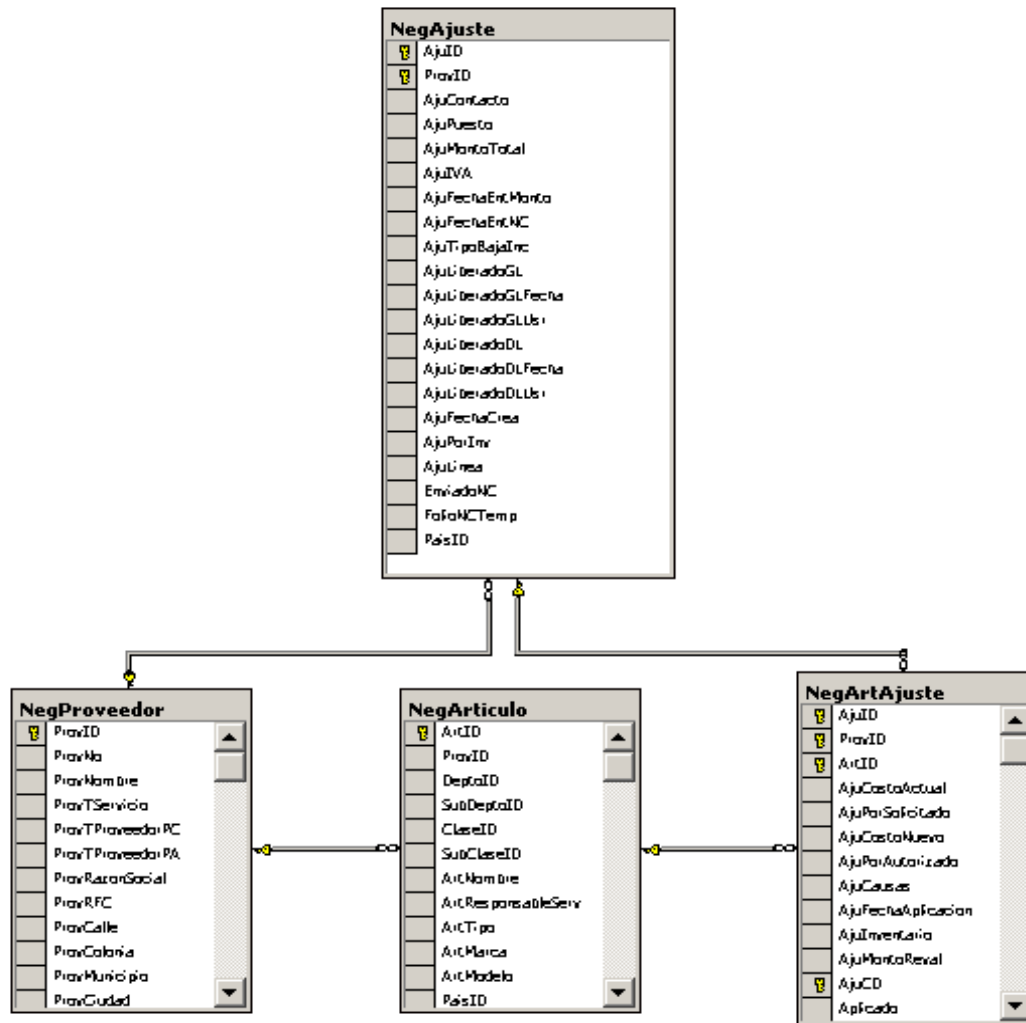 NegAjuste
AjuID
ProvID
AjuContacto
AjuPuesto
AjuMontoTotal
AjuIVA
AjuFechaEntMonto
AjuFechaEntNC
AjuTipoBajaInc
AjuLiberadoGL
AjuLiberadoGLFecha
AjuLiberadoGLUsr
AjuLiberadoDL
AjuLiberadoDLFecha
AjuLiberadoDLUsr
AjuFechaCrea
AjuPorInv
AjuLinea
EnviadoNC
FolioNCTemp
PaisID
NegProveedor
ProvID
ProvNo
ProvNombre
ProvTServicio
ProvTProveedorPC
ProvTProveedorPA
ProvRazonSocial
ProvRFC
ProvCalle
ProvColonia
ProvMunicipio
ProvCiudad
NegArticulo
ArtID
ProvID
DeptoID
SubDeptoID
ClaseID
SubClaseID
ArtNombre
ArtResponsableServ
ArtTipo
ArtMarca
ArtModelo
PaisID
NegArtAjuste
AjuID
ProvID
ArtID
AjuCostoActual
AjuPorSolicitado
AjuCostoNuevo
AjuPorAutorizado
AjuCausas
AjuFechaAplicacion
AjuInventario
AjuMontoReval
AjuCD
Aplicado